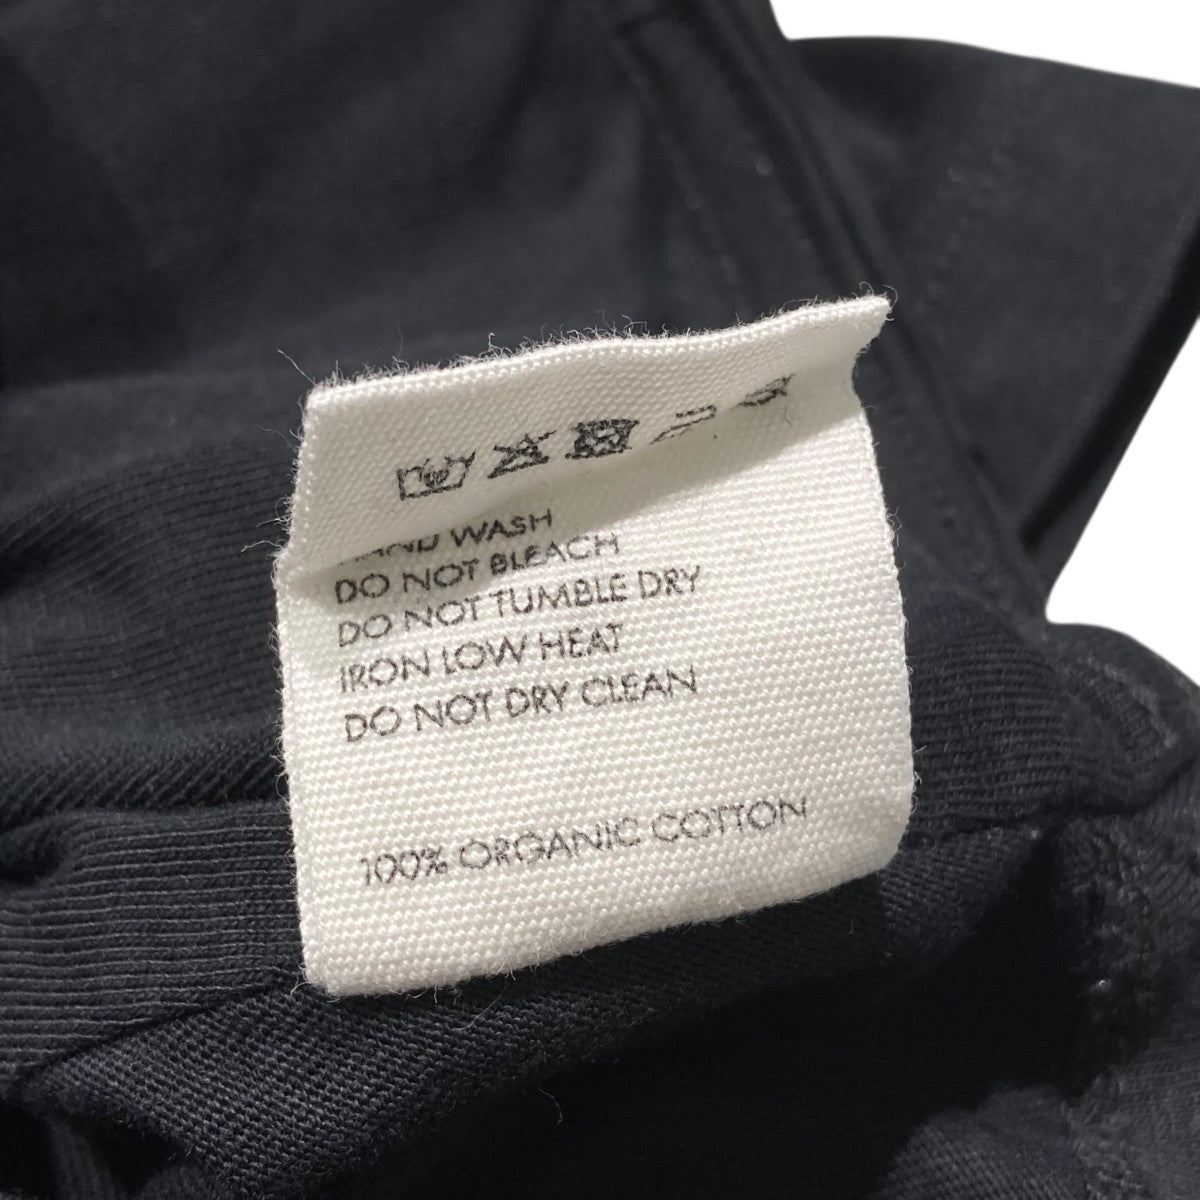 HAND WASH
DO NOT BLEACH
DO NOT TUMBLE DRY
IRON LOW HEAT
DO NOT DRY CLEAN
100% ORGANIC COTTON